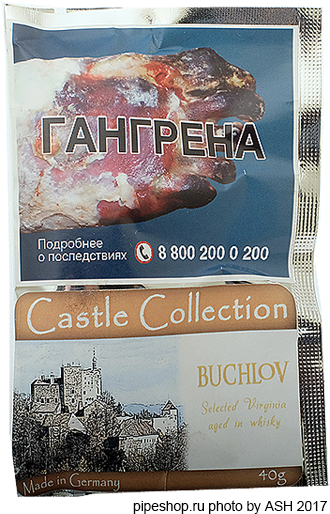 ГАНГРЕНА
Подробнее
о последствиях 8 800 200 0 200
Castle Collection
BUCHLOV
Selected Virginia
aged in whisky
Made in Germany 40g
pipeshop.ru photo by ASH 2017